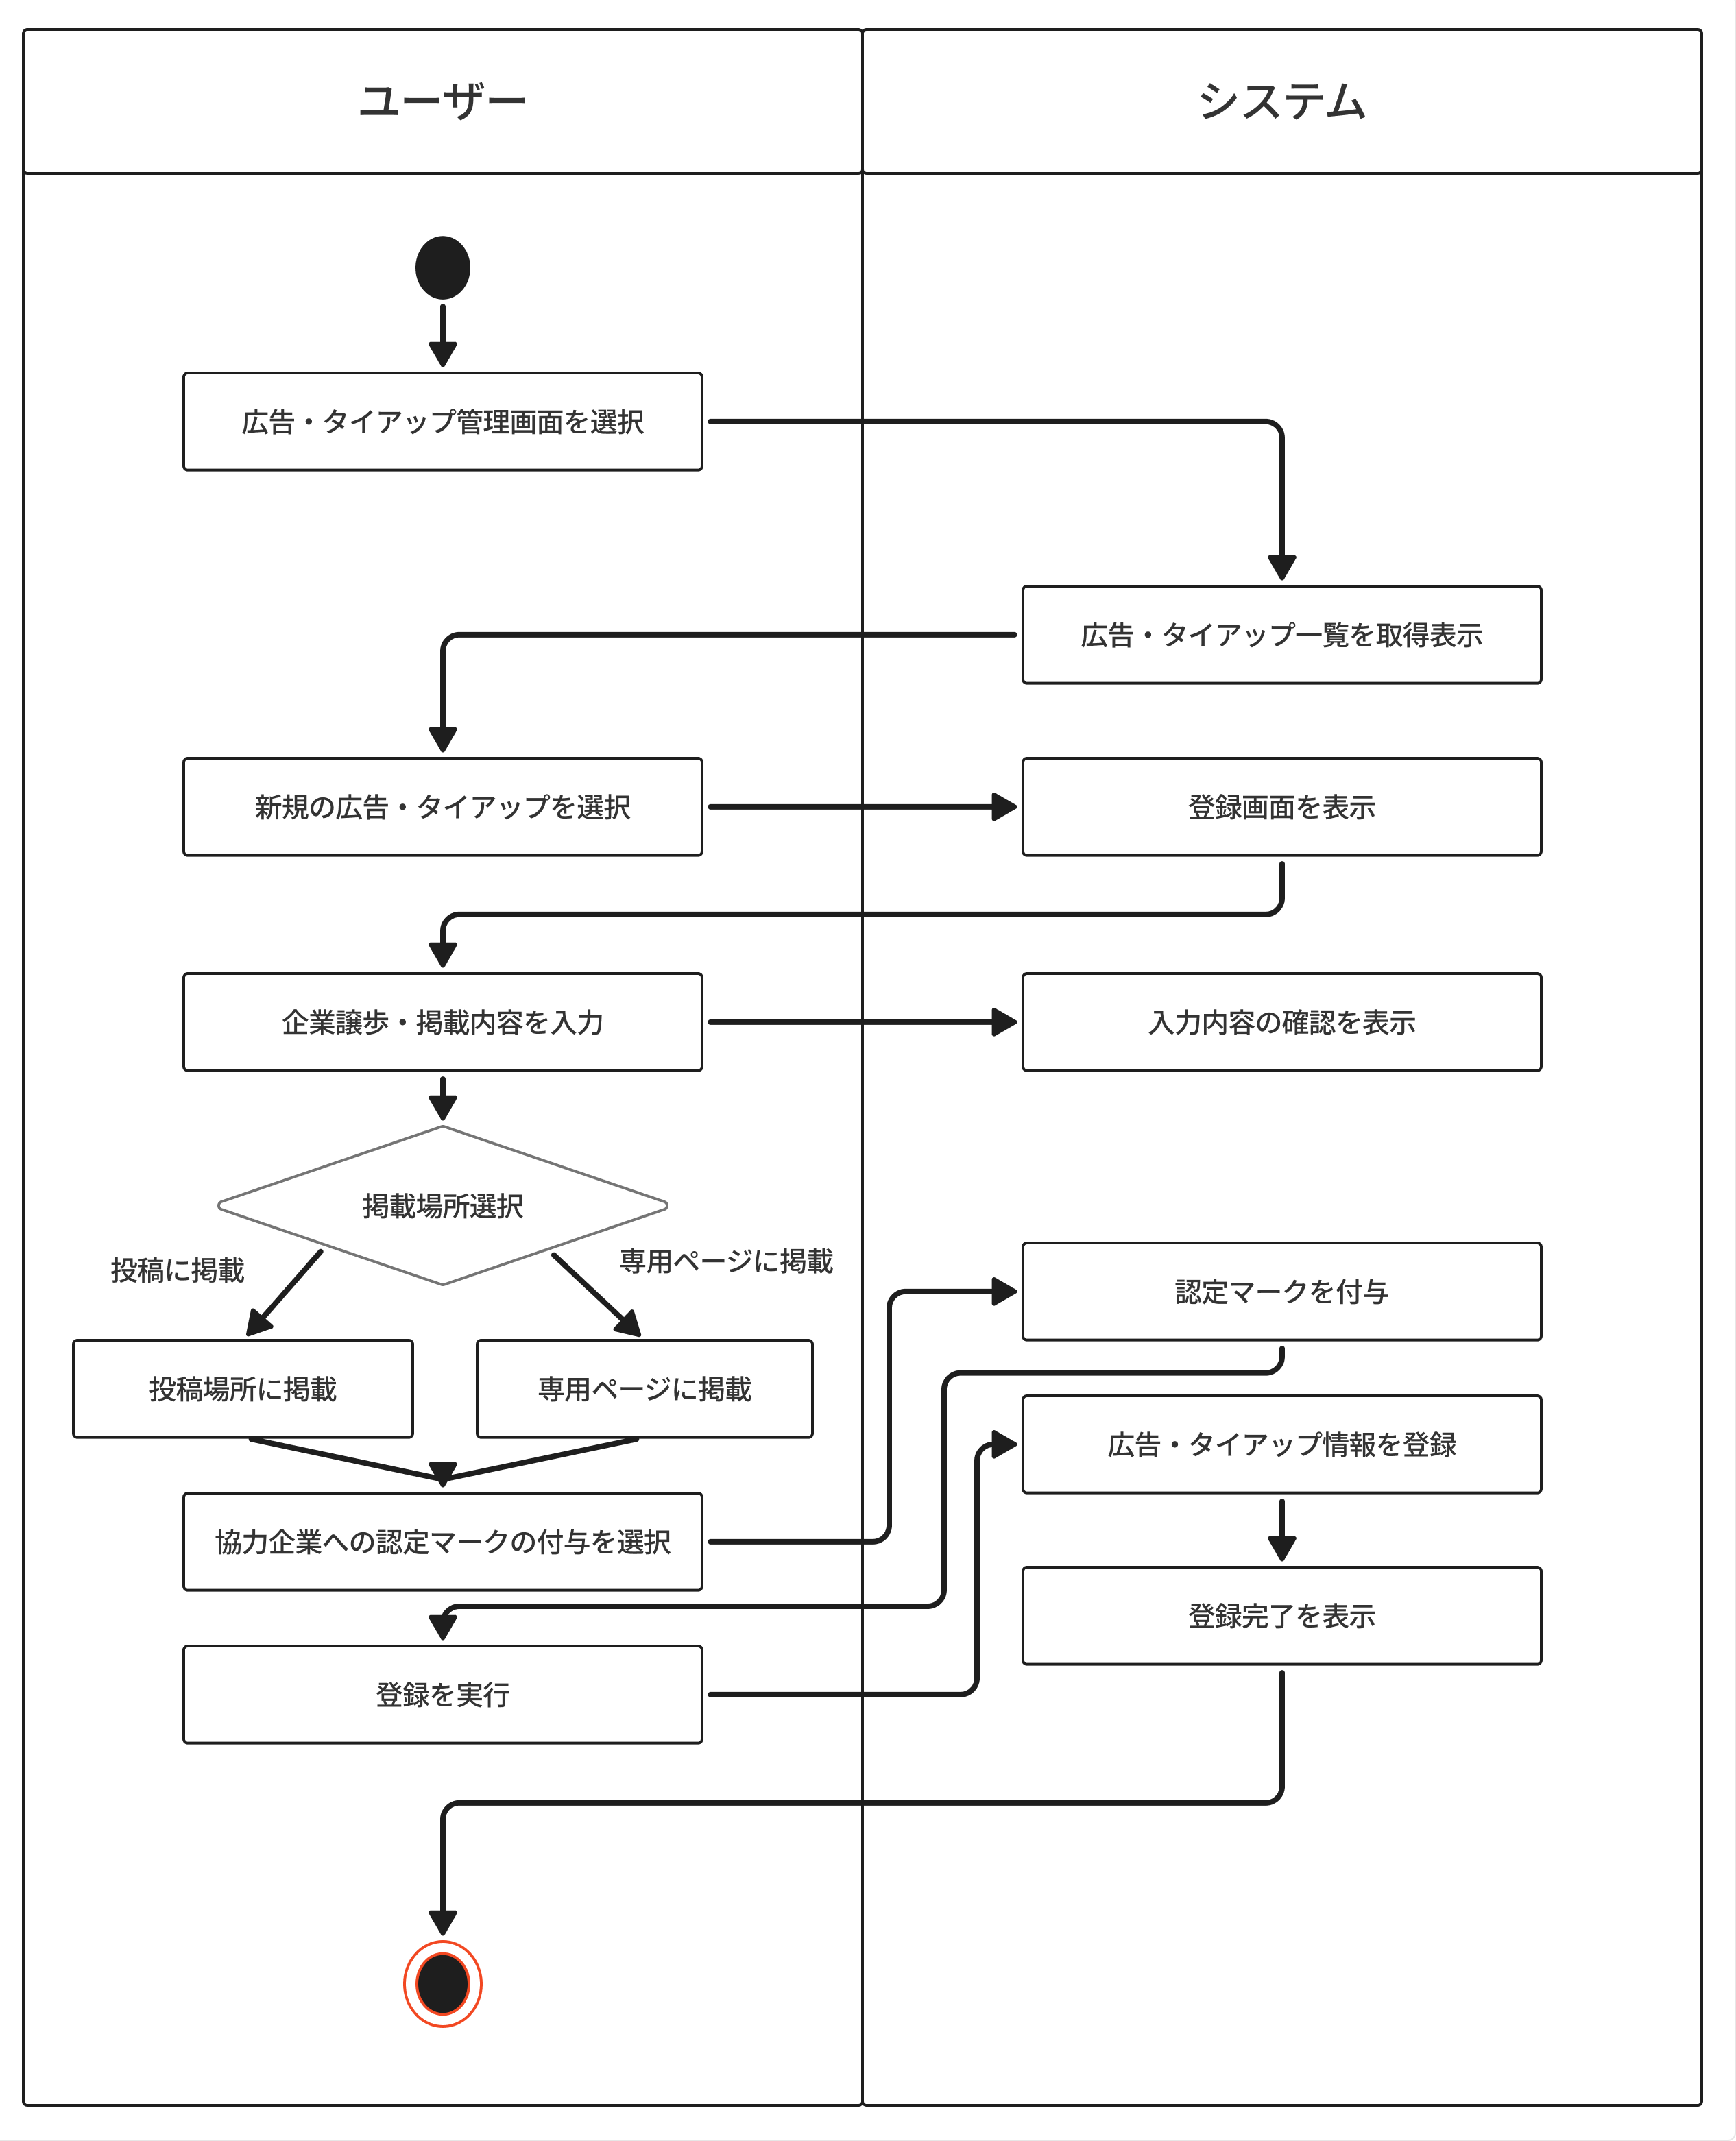 ユーザー
システム
広告・タイアップ管理画面を選択
広告・タイアップ一覧を取得表示
新規の広告・タイアップを選択
登録画面を表示
企業譲歩・掲載内容を入力
入力内容の確認を表示
掲載場所選択
投稿に掲載
専用ページに掲載
認定マークを付与
投稿場所に掲載
専用ページに掲載
広告・タイアップ情報を登録
協力企業への認定マークの付与を選択
登録完了を表示
登録を実行